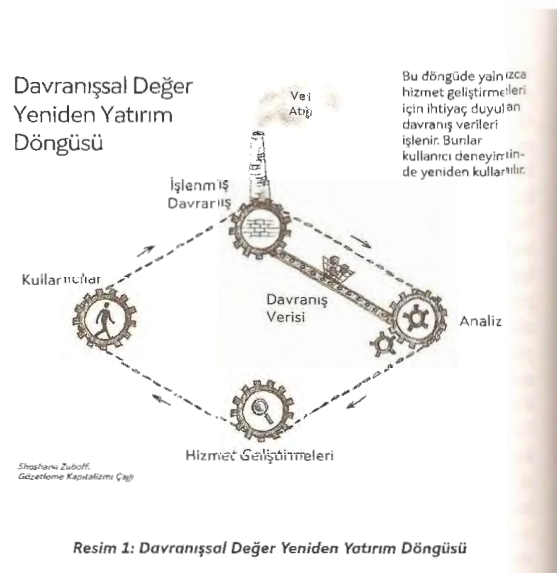 Davranışsal Değer
Yeniden Yatırım
Döngüsü
Veri
Atığı
Bu döngüde yalnızca
hizmet geliştirmeleri
için ihtiyaç duyulan
davranış verileri
işlenir. Bunlar
kullanıcı deneyimin-
de yeniden kullanılır.
İşlenmiş
Davranış
Kullanıcılar
Davranış
Verisi
Analiz
Hizmet Geliştirmeleri
Shoshana Zuboff.
Gözetleme Kapitalizmi Çağı
Resim 1: Davranışsal Değer Yeniden Yatırım Döngüsü